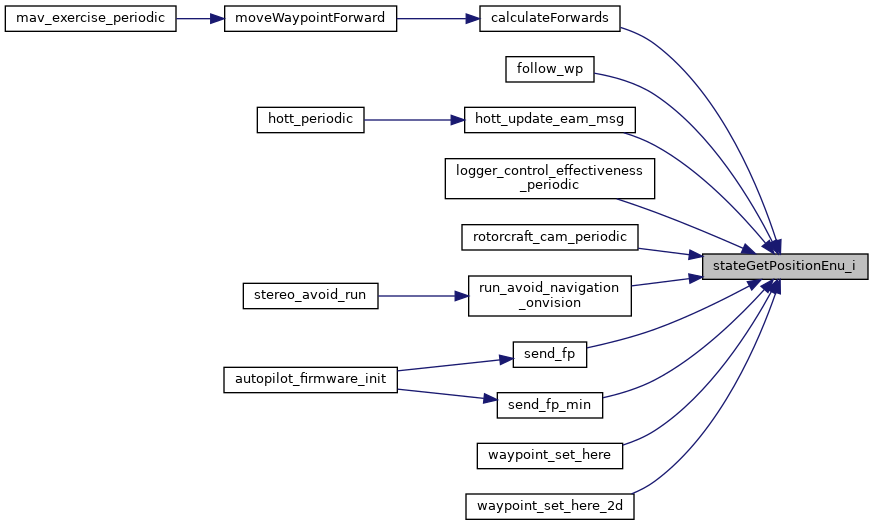 mav_exercise_periodic
moveWaypointForward
calculateForwards
follow_wp
hott_periodic
hott_update_eam_msg
logger_control_effectiveness
_periodic
rotorcraft_cam_periodic
stateGetPositionEnu_i
stereo_avoid_run
run_avoid_navigation
_onvision
send_fp
autopilot_firmware_init
send_fp_min
waypoint_set_here
waypoint_set_here_2d